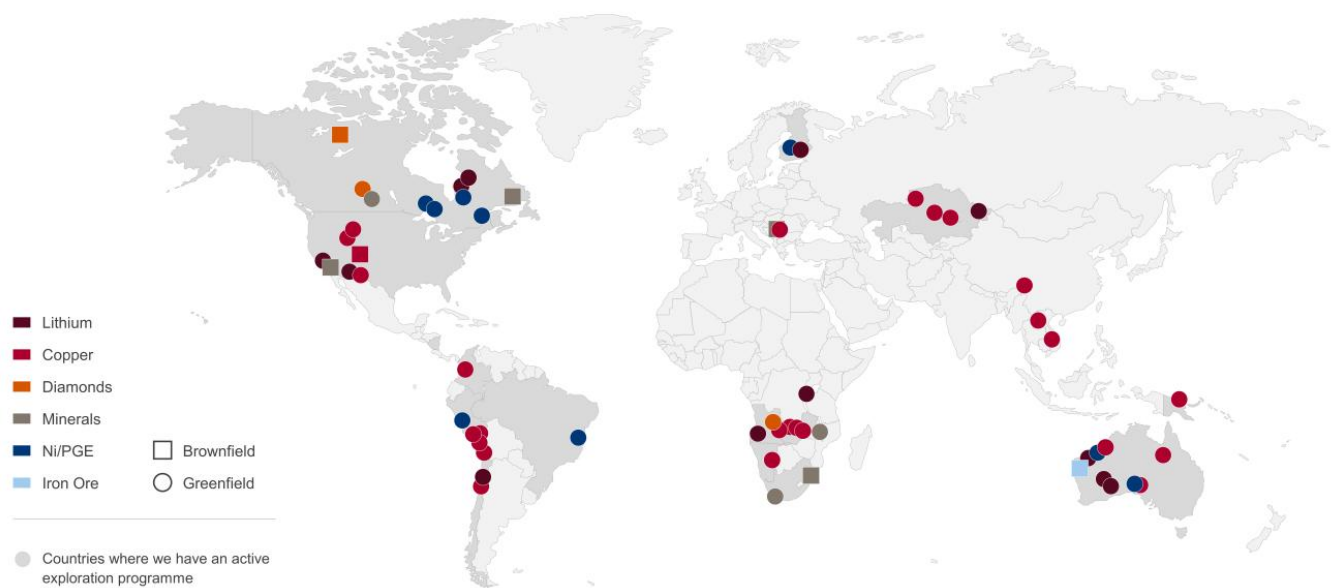 Lithium
Copper
Diamonds
Minerals
Ni/PGE
Brownfield
Iron Ore
Greenfield
Countries where we have an active
exploration programme